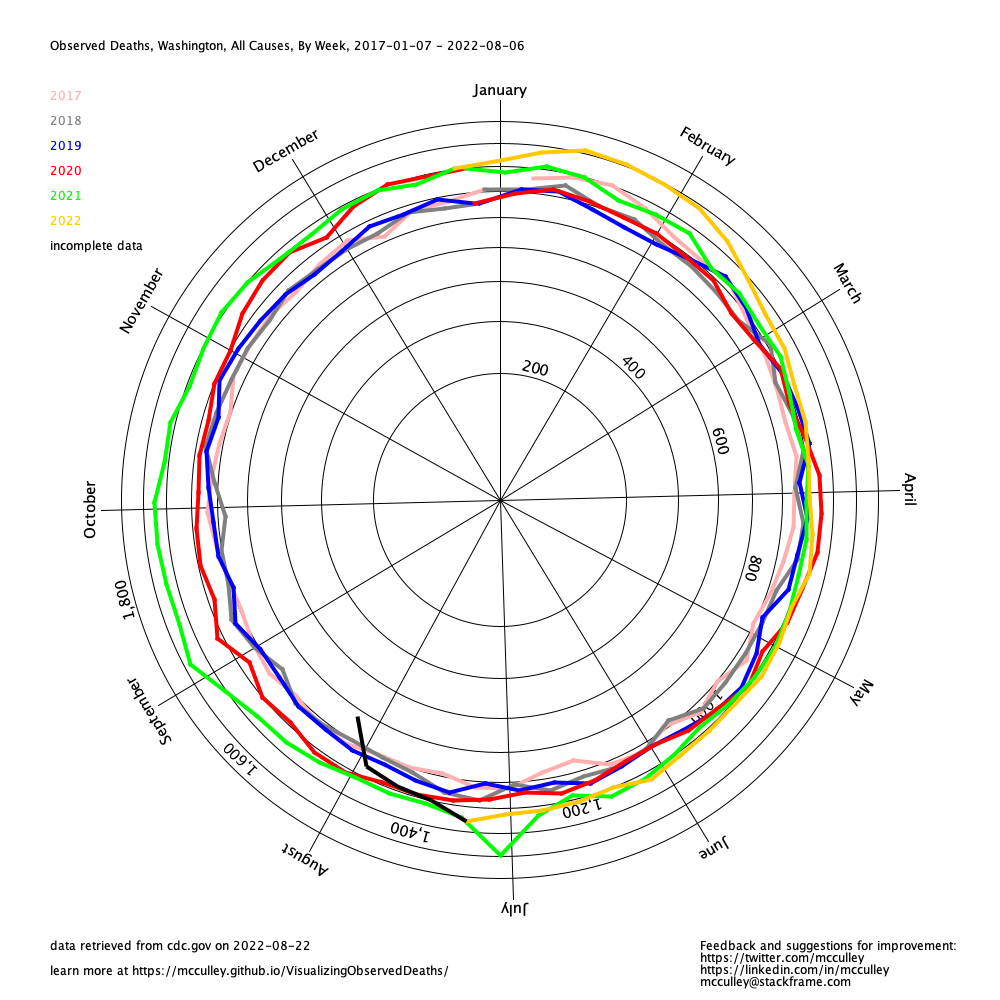 Observed Deaths, Washington, All Causes, By Week, 2017-01-07 - 2022-08-06
2017
2018
2019
2020
2021
2022
incomplete data
January
February
March
April
May
June
July
August
September
October
November
December
200
400
600
800
1,200
1,400
1,600
1,800
data retrieved from cdc.gov on 2022-08-22
learn more at https://mcculley.github.io/VisualizingObservedDeaths/
Feedback and suggestions for improvement:
https://twitter.com/mcculley
https://linkedin.com/in/mcculley
mcculley@stackframe.com